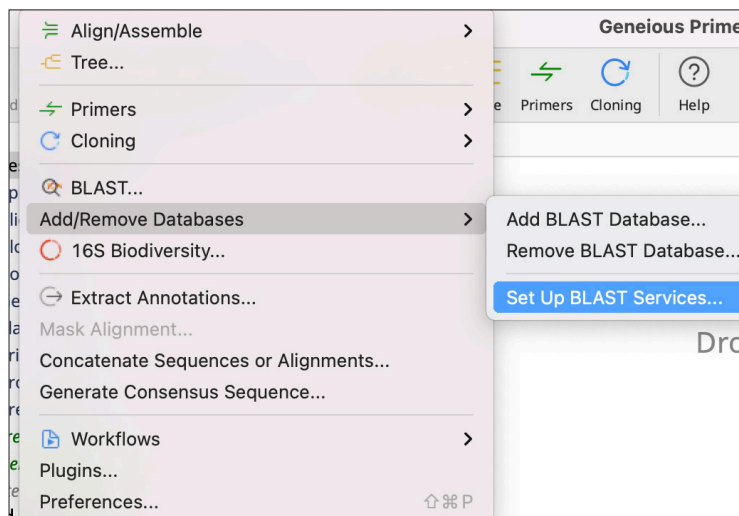 Geneious Prime
Align/Assemble
Tree...
Primers
Cloning
Help
Primers
Cloning
BLAST...
Add/Remove Databases
Add BLAST Database...
16S Biodiversity...
Remove BLAST Database...
Extract Annotations...
Set Up BLAST Services...
Mask Alignment...
Concatenate Sequences or Alignments...
Generate Consensus Sequence...
Workflows
Plugins...
Preferences... ⇧⌘P